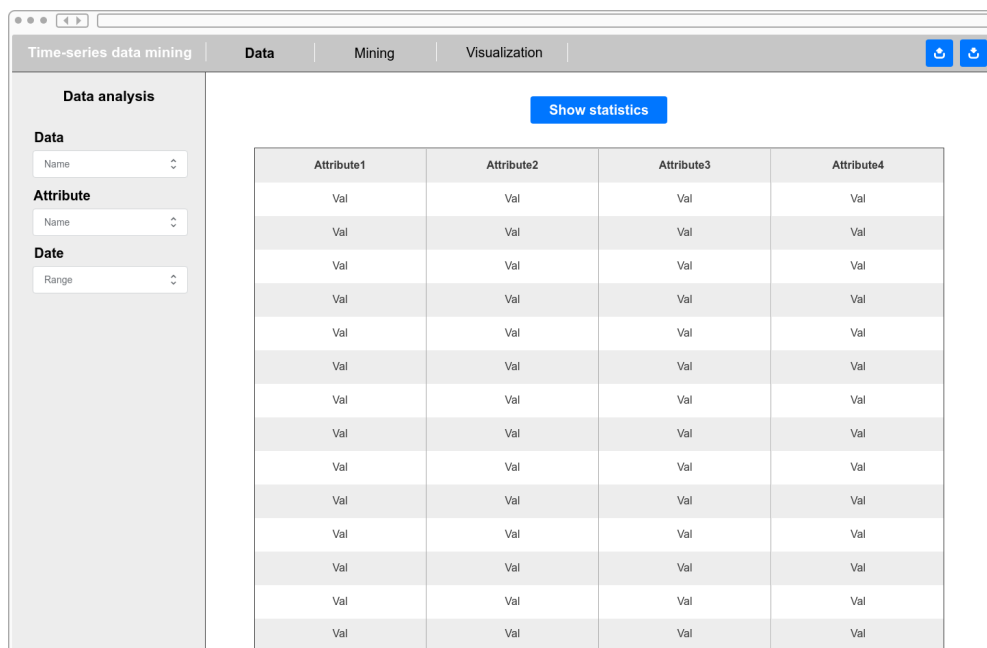 Time-series data mining Data Mining Visualization
Data analysis
Show statistics
Data
Name
Attribute
Name
Date
Range
Attribute1 Attribute2 Attribute3 Attribute4
Val Val Val Val
Val Val Val Val
Val Val Val Val
Val Val Val Val
Val Val Val Val
Val Val Val Val
Val Val Val Val
Val Val Val Val
Val Val Val Val
Val Val Val Val
Val Val Val Val
Val Val Val Val
Val Val Val Val
Val Val Val Val